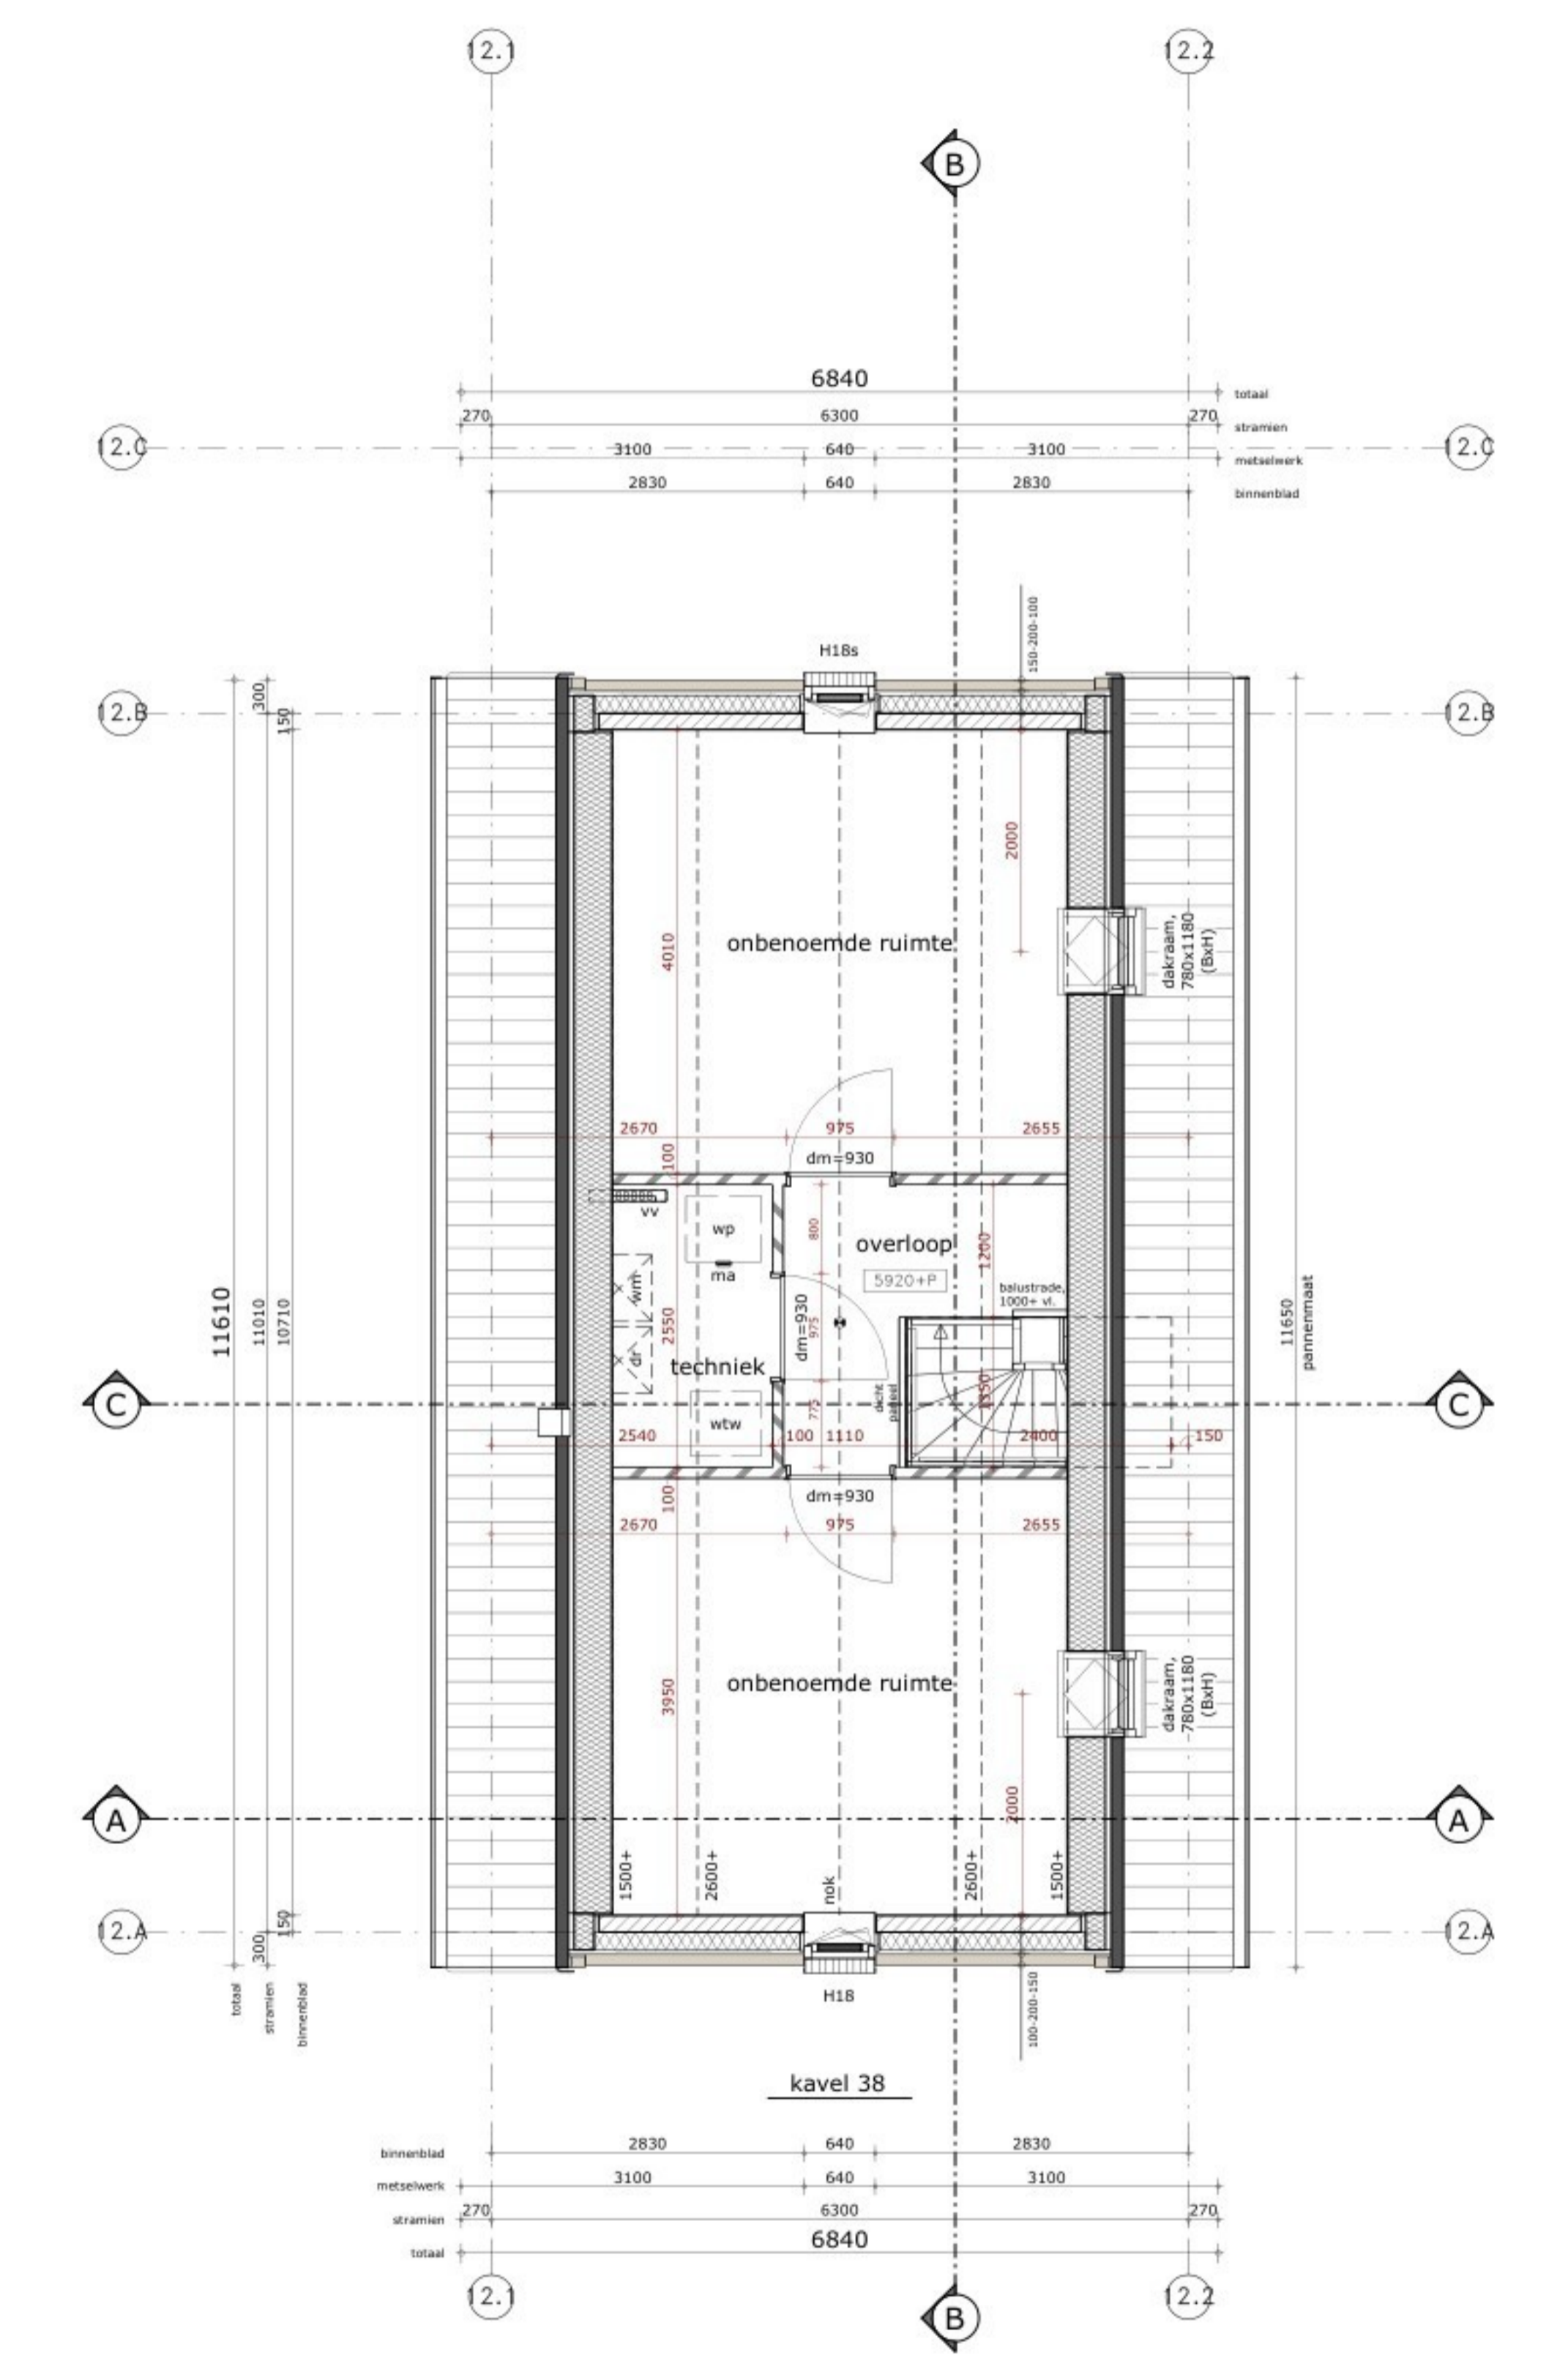 12.1
12.2
B
6840
totaal
270
6300
270
stramien
12.C
12.C
3100
640
3100
metselwerk
2830
640
2830
binnenblad
150-200-100
H18s
300
12.B
12.B
150
2000
onbenoemde ruimte
4010
dakraam,
780x1180
(BxH)
2670
975
2655
100
dm=930
vv
wp
800
overloop
1200
ma
5920+P
balustrade,
1000+ vl.
wm
11610
11010
10710
2550
dm=930
975
11650
pannenmaat
dr
techniek
1350
dicht
paneel
C
C
775
wtw
2540
100
1110
2400
150
100
dm=930
2670
975
2655
onbenoemde ruimte
3950
dakraam,
780x1180
(BxH)
2000
A
A
1500+
2600+
nok
2600+
1500+
150
12.A
12.A
300
totaal
stramien
binnenblad
H18
100-200-150
kavel 38
binnenblad
2830
640
2830
metselwerk
3100
640
3100
stramien
270
6300
270
totaal
6840
12.1
12.2
B